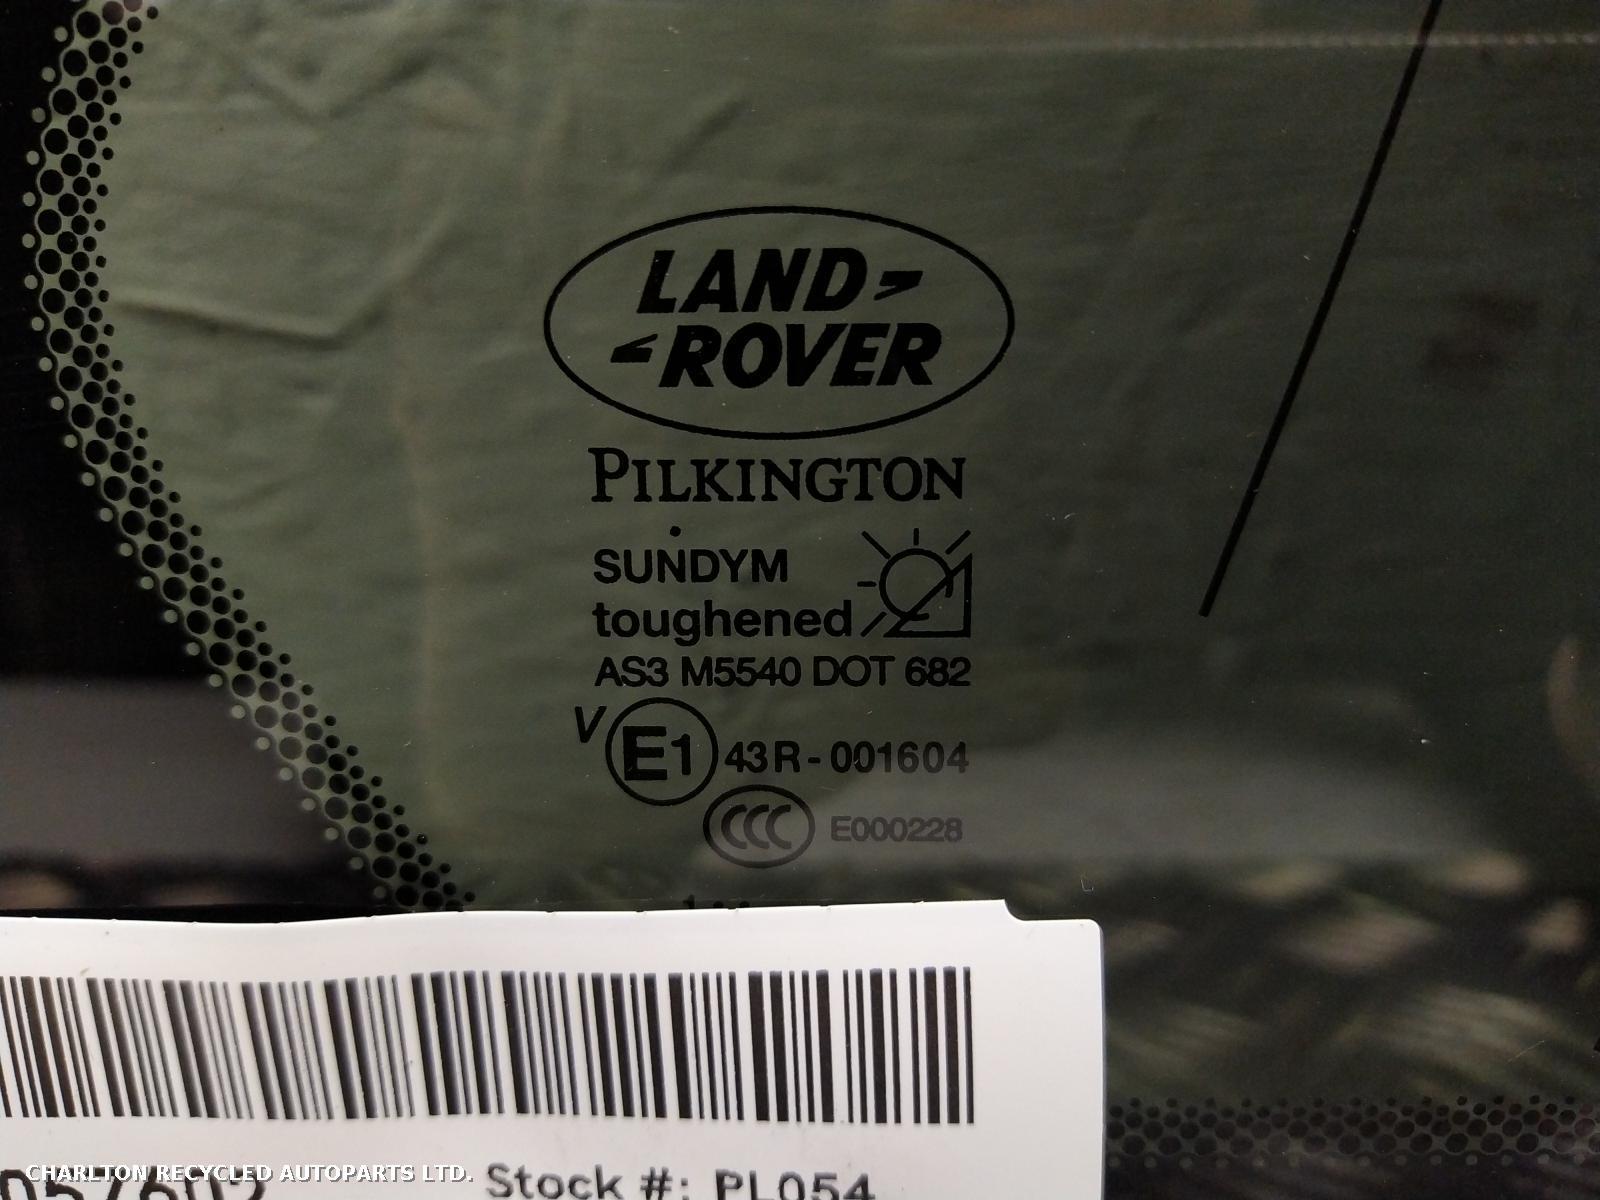 LAND
ROVER
PILKINGTON
SUNDYM
toughened
AS3 M5540 DOT 682
V E1 43R-001604
CCC E000228
CHARLTON RECYCLED AUTOPARTS LTD.
Stock #: PL054